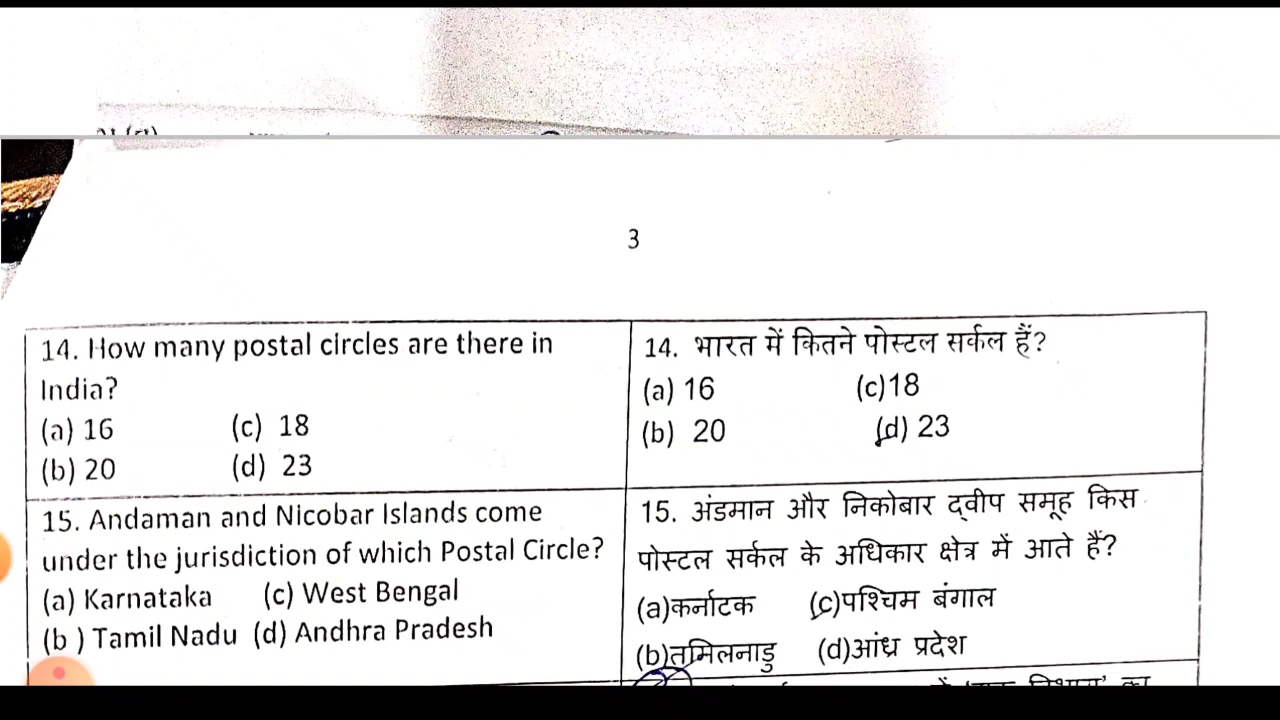 3
14. How many postal circles are there in
India?
(a) 16 (c) 18
(b) 20 (d) 23
14. भारत में कितने पोस्टल सर्कल हैं?
(a) 16 (c)18
(b) 20 (d) 23
15. Andaman and Nicobar Islands come
under the jurisdiction of which Postal Circle?
(a) Karnataka (c) West Bengal
(b ) Tamil Nadu (d) Andhra Pradesh
15. अंडमान और निकोबार द्वीप समूह किस
पोस्टल सर्कल के अधिकार क्षेत्र में आते हैं?
(a)कर्नाटक (c)पश्चिम बंगाल
(b)तमिलनाडु (d)आंध्र प्रदेश